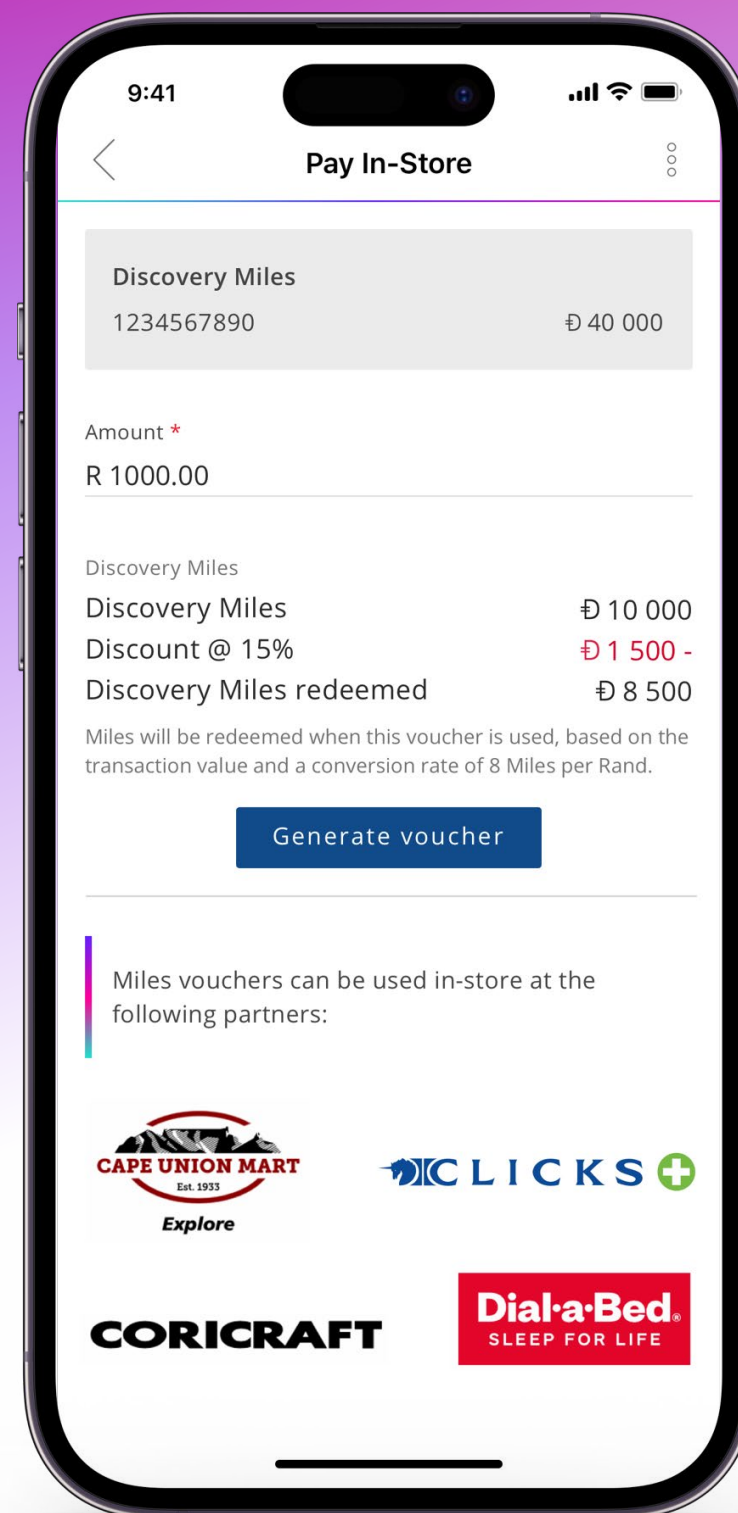 9:41
Pay In-Store
Discovery Miles
1234567890 Đ 40 000
Amount *
R 1000.00
Discovery Miles
Discovery Miles Đ 10 000
Discount @ 15% Đ 1 500 -
Discovery Miles redeemed Đ 8 500
Miles will be redeemed when this voucher is used, based on the
transaction value and a conversion rate of 8 Miles per Rand.
Generate voucher
Miles vouchers can be used in-store at the
following partners:
CAPE UNION MART
Est. 1933
Explore
CLICKS
CORICRAFT
Dial·a·Bed®
SLEEP FOR LIFE